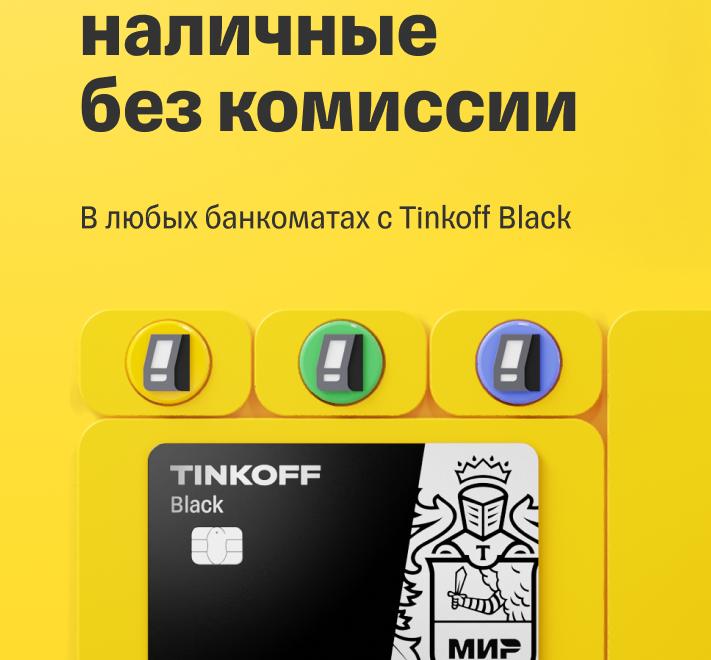 наличные
без комиссии
В любых банкоматах с Tinkoff Black
TINKOFF
Black
T
МИР